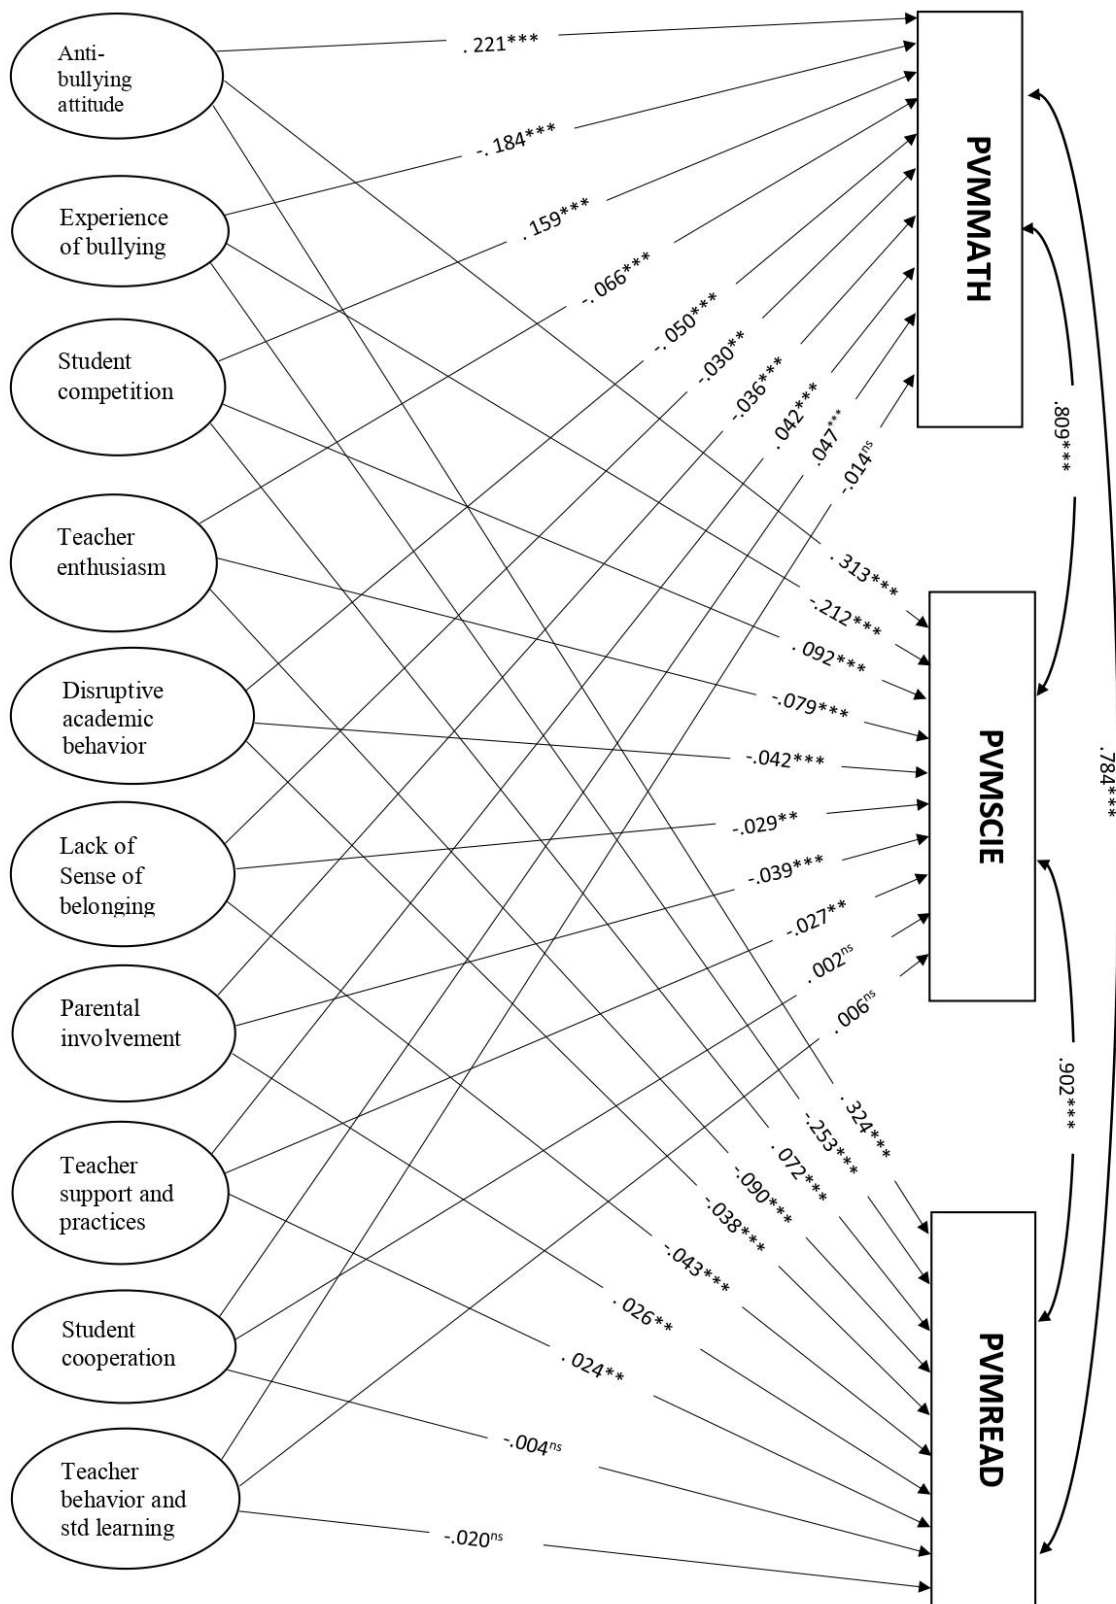 Anti-
bullying
attitude
Experience
of bullying
Student
competition
Teacher
enthusiasm
Disruptive
academic
behavior
Lack of
Sense of
belonging
Parental
involvement
Teacher
support and
practices
Student
cooperation
Teacher
behavior and
std learning
. 221***
-. 184***
.159***
-.066***
-.050***
-.030**
-.036***
.042***
.047***
-.014ns
. 313***
-.212***
. 092***
-.079***
-.042***
-.029**
-.039***
-.027**
.002ns
.006ns
. 324***
-.253***
. 072***
-.090***
-.038***
-.043***
. 026**
. 024**
-.004ns
-.020ns
PVMMATH
PVMSCIE
PVMREAD
.809***
.784***
.902***